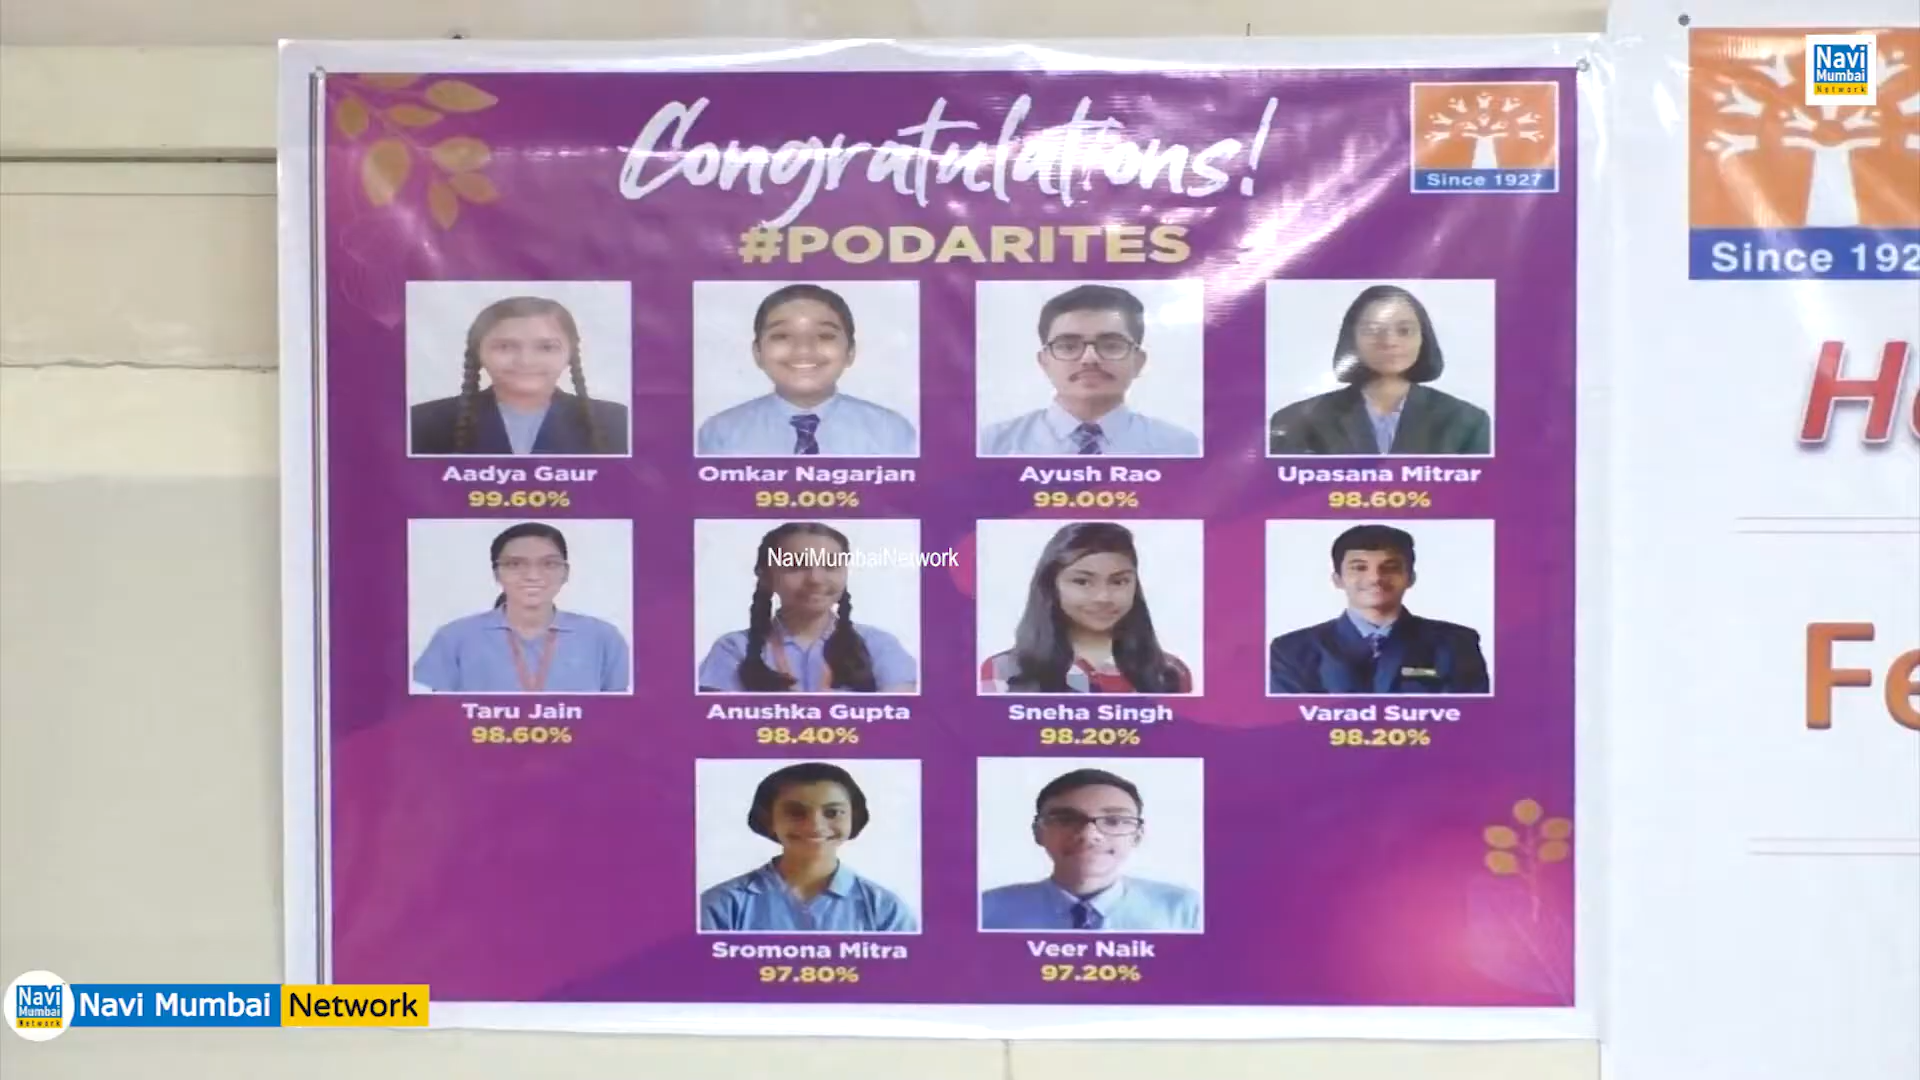 Congratulations!
#PODARITES
Since 1927
Navi
Mumbai
Network
Since 192
Aadya Gaur
99.60%
Omkar Nagarjan
99.00%
Ayush Rao
99.00%
Upasana Mitrar
98.60%
Taru Jain
98.60%
Anushka Gupta
98.40%
Sneha Singh
98.20%
Varad Surve
98.20%
NaviMumbaiNetwork
Sromona Mitra
97.80%
Veer Naik
97.20%
Fe
Navi
Mumbai
Network
Navi Mumbai Network